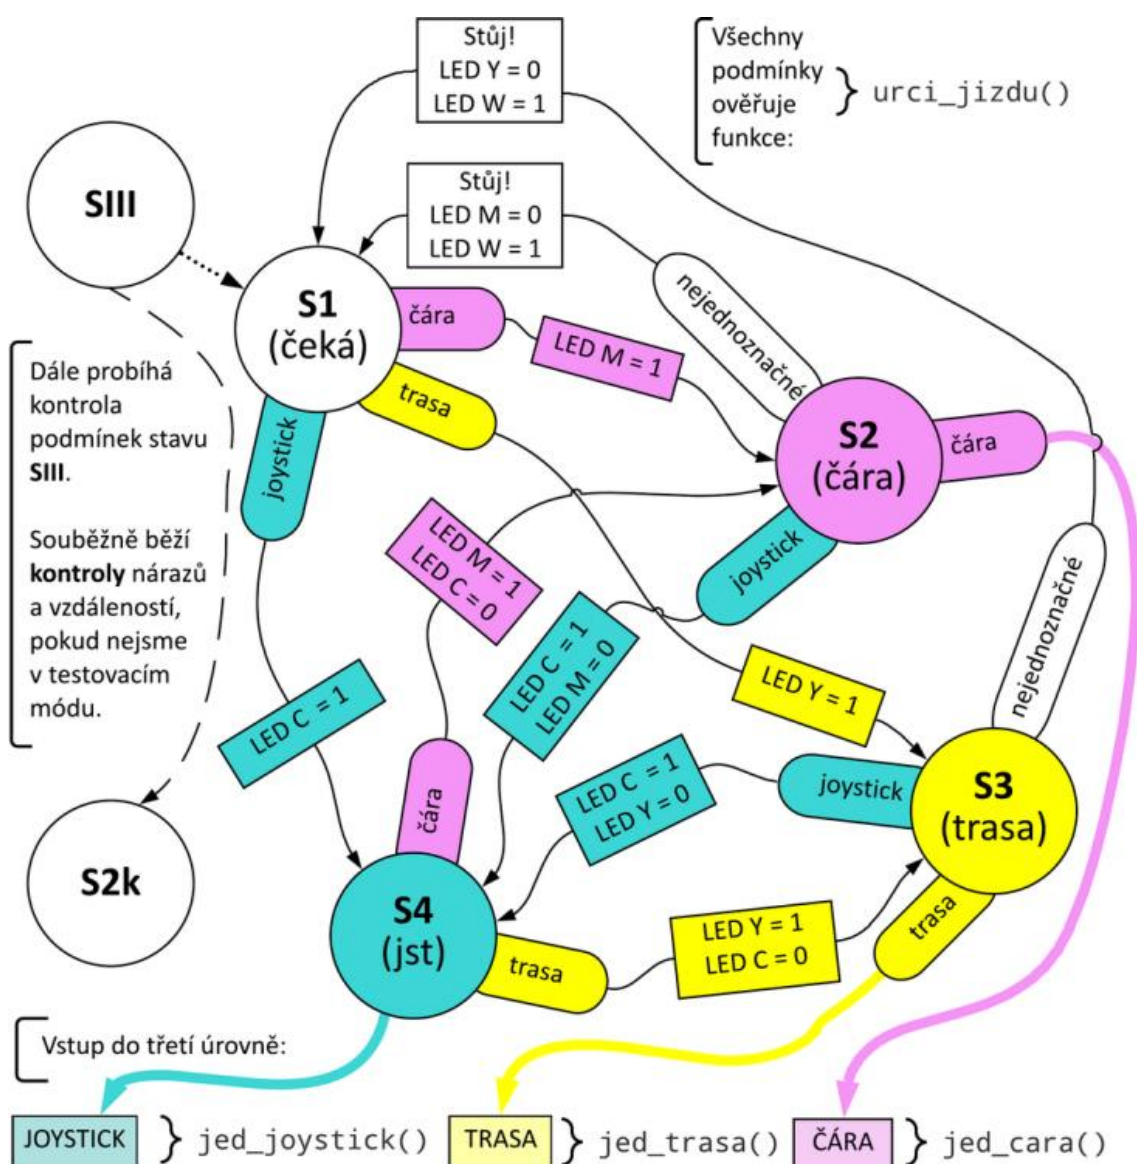 Stůj!
LED Y = 0
LED W = 1
Všechny
podmínky
ověřuje
funkce:
urci_jizdu()
SIII
Stůj!
LED M = 0
LED W = 1
nejednoznačné
S1
(čeká)
čára
LED M = 1
trasa
joystick
S2
(čára)
čára
joystick
Dále probíhá
kontrola
podmínek stavu
SIII.
Souběžně běží
kontroly nárazů
a vzdáleností,
pokud nejsme
v testovacím
módu.
LED M = 1
LED C = 0
LED C = 1
LED M = 0
nejednoznačné
LED Y = 1
LED C = 1
LED C = 1
LED Y = 0
joystick
S3
(trasa)
trasa
čára
S2k
S4
(jst)
trasa
LED Y = 1
LED C = 0
Vstup do třetí úrovně:
JOYSTICK
jed_joystick()
TRASA
jed_trasa()
ČÁRA
jed_cara()